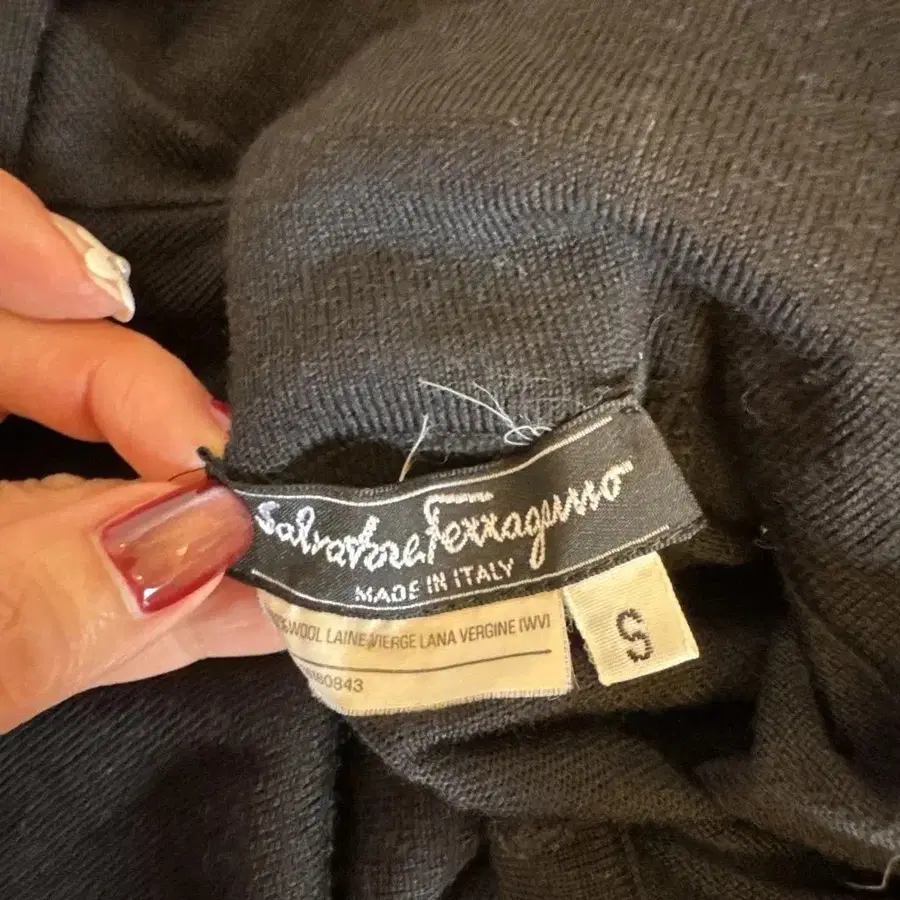 Salvatore Ferragamo
MADE IN ITALY
WOOL LAINE VIERGE LANA VERGINE (WV)
S